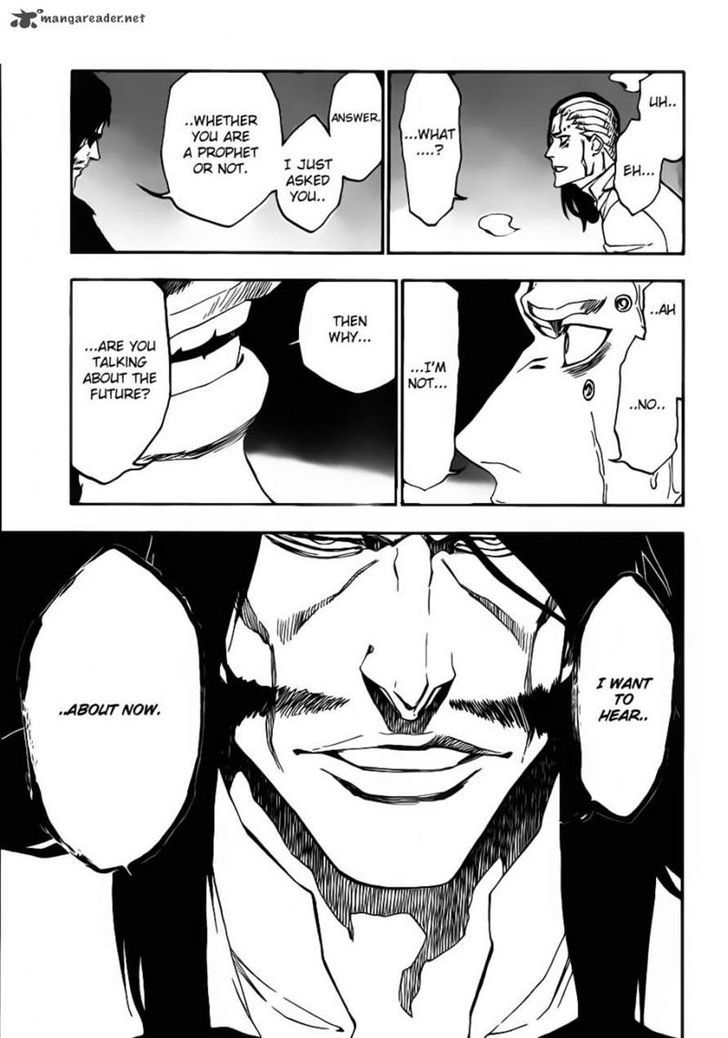 mangareader.net
UH..
EH...
...WHAT
....?
ANSWER.
I JUST
ASKED
YOU..
..WHETHER
YOU ARE
A PROPHET
OR NOT.
..AH
..NO..
...I'M
NOT...
THEN
WHY...
...ARE YOU
TALKING
ABOUT THE
FUTURE?
I WANT
TO
HEAR..
..ABOUT NOW.